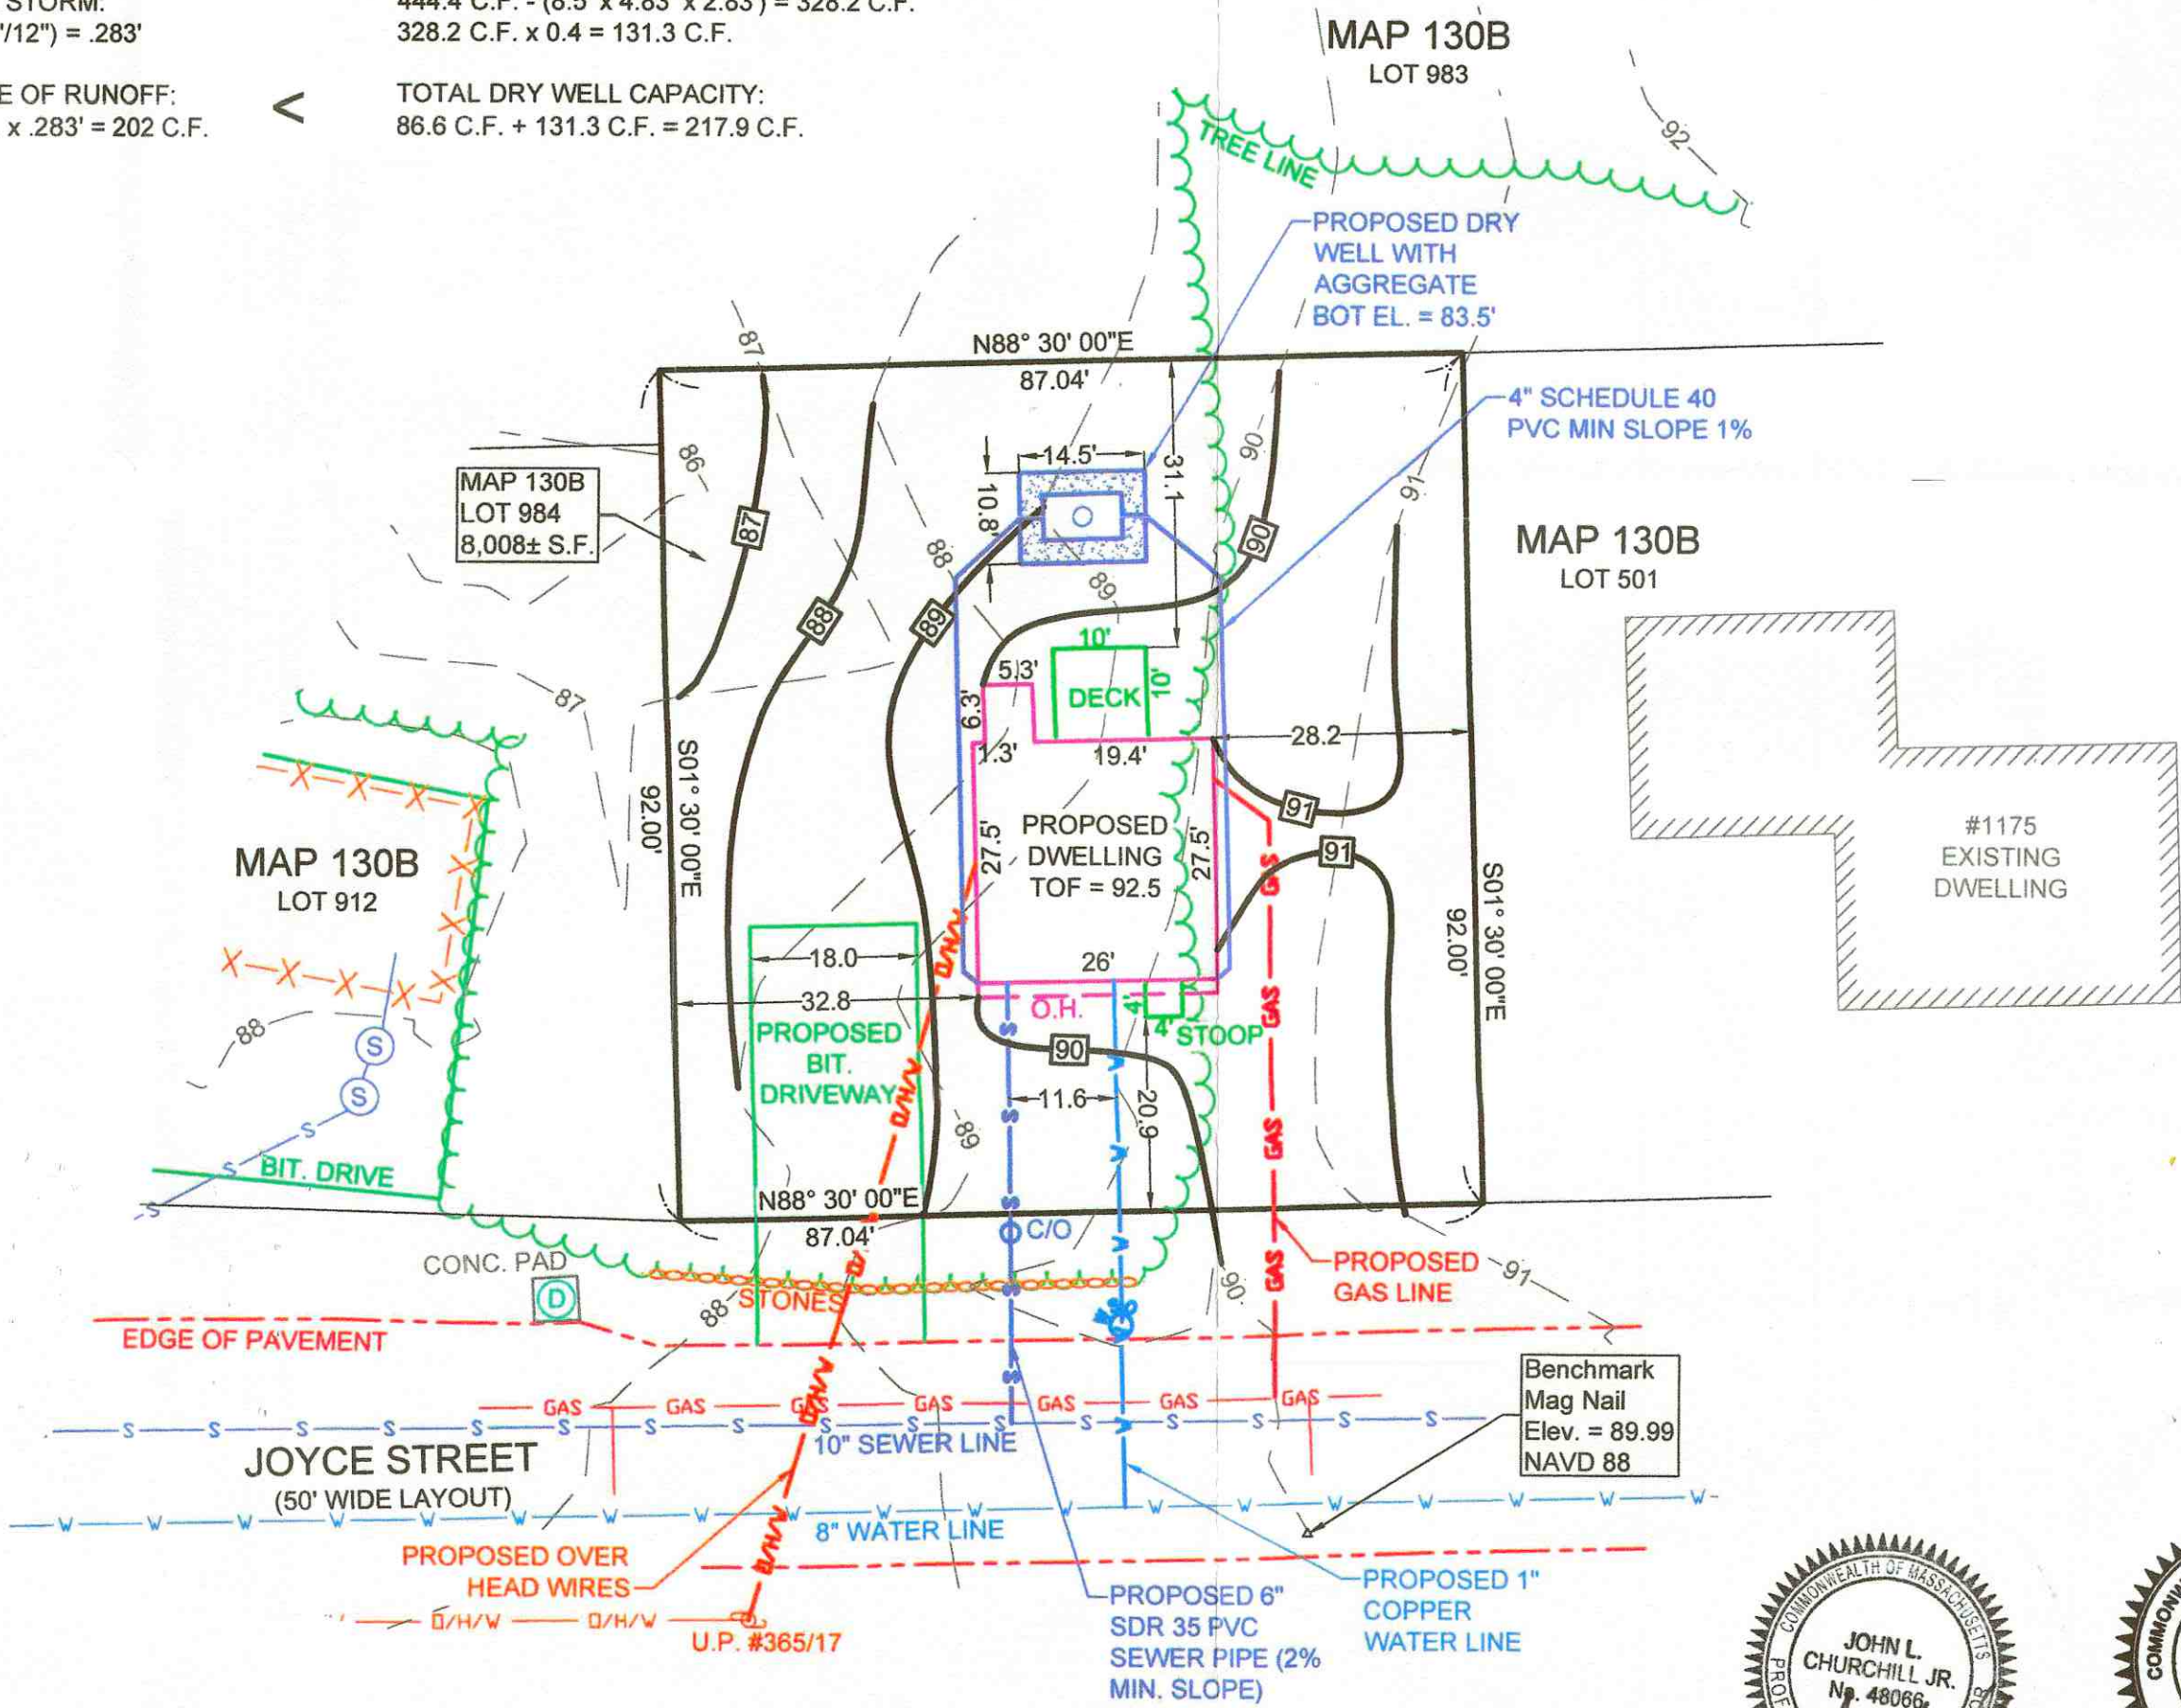 STORM:
"/12") = .283'
444.4 C.F. - (8.5' x 4.83' x 2.83') = 328.2 C.F.
328.2 C.F. x 0.4 = 131.3 C.F.
E OF RUNOFF:
x .283' = 202 C.F.
<
TOTAL DRY WELL CAPACITY:
86.6 C.F. + 131.3 C.F. = 217.9 C.F.
MAP 130B
LOT 983
92
TREE LINE
PROPOSED DRY
WELL WITH
AGGREGATE
BOT EL. = 83.5'
87
N88° 30' 00"E
87.04'
4" SCHEDULE 40
PVC MIN SLOPE 1%
86
14.5'
31.1
90
91
10.8'
MAP 130B
LOT 984
8,008± S.F.
87
88
90
MAP 130B
LOT 501
89
88
89
10'
5.3'
DECK
10'
6.3'
87
1.3'
19.4'
28.2
S01° 30' 00"E
92.00'
91
PROPOSED
DWELLING
TOF = 92.5
27.5'
27.5'
91
#1175
EXISTING
DWELLING
MAP 130B
LOT 912
X X X X
X
X
X X X X
GAS
S01° 30' 00"E
92.00'
18.0
O/H/W
26'
32.8
O.H.
4'
4'
STOOP
GAS
PROPOSED
BIT.
DRIVEWAY
O/H/W
88
S
S
S
90
W
11.6
20.9
89
S
W
GAS
S
S
BIT. DRIVE
S
N88° 30' 00"E
87.04'
S
C/O
W
CONC. PAD
D
STONES
88
S
90
GAS
PROPOSED
GAS LINE
91
EDGE OF PAVEMENT
O/H/W
S
GAS GAS GAS GAS GAS GAS GAS
S S S S S S S S S S S S S S S S
10" SEWER LINE
W
JOYCE STREET
(50' WIDE LAYOUT)
Benchmark
Mag Nail
Elev. = 89.99
NAVD 88
W W W W W W W W W W W W W W W W W W W
8" WATER LINE
PROPOSED OVER
HEAD WIRES
O/H/W
O/H/W O/H/W
U.P. #365/17
PROPOSED 6"
SDR 35 PVC
SEWER PIPE (2%
MIN. SLOPE)
PROPOSED 1"
COPPER
WATER LINE
COMMONWEALTH OF MASSACHUSETTS
JOHN L.
CHURCHILL JR.
No. 48066